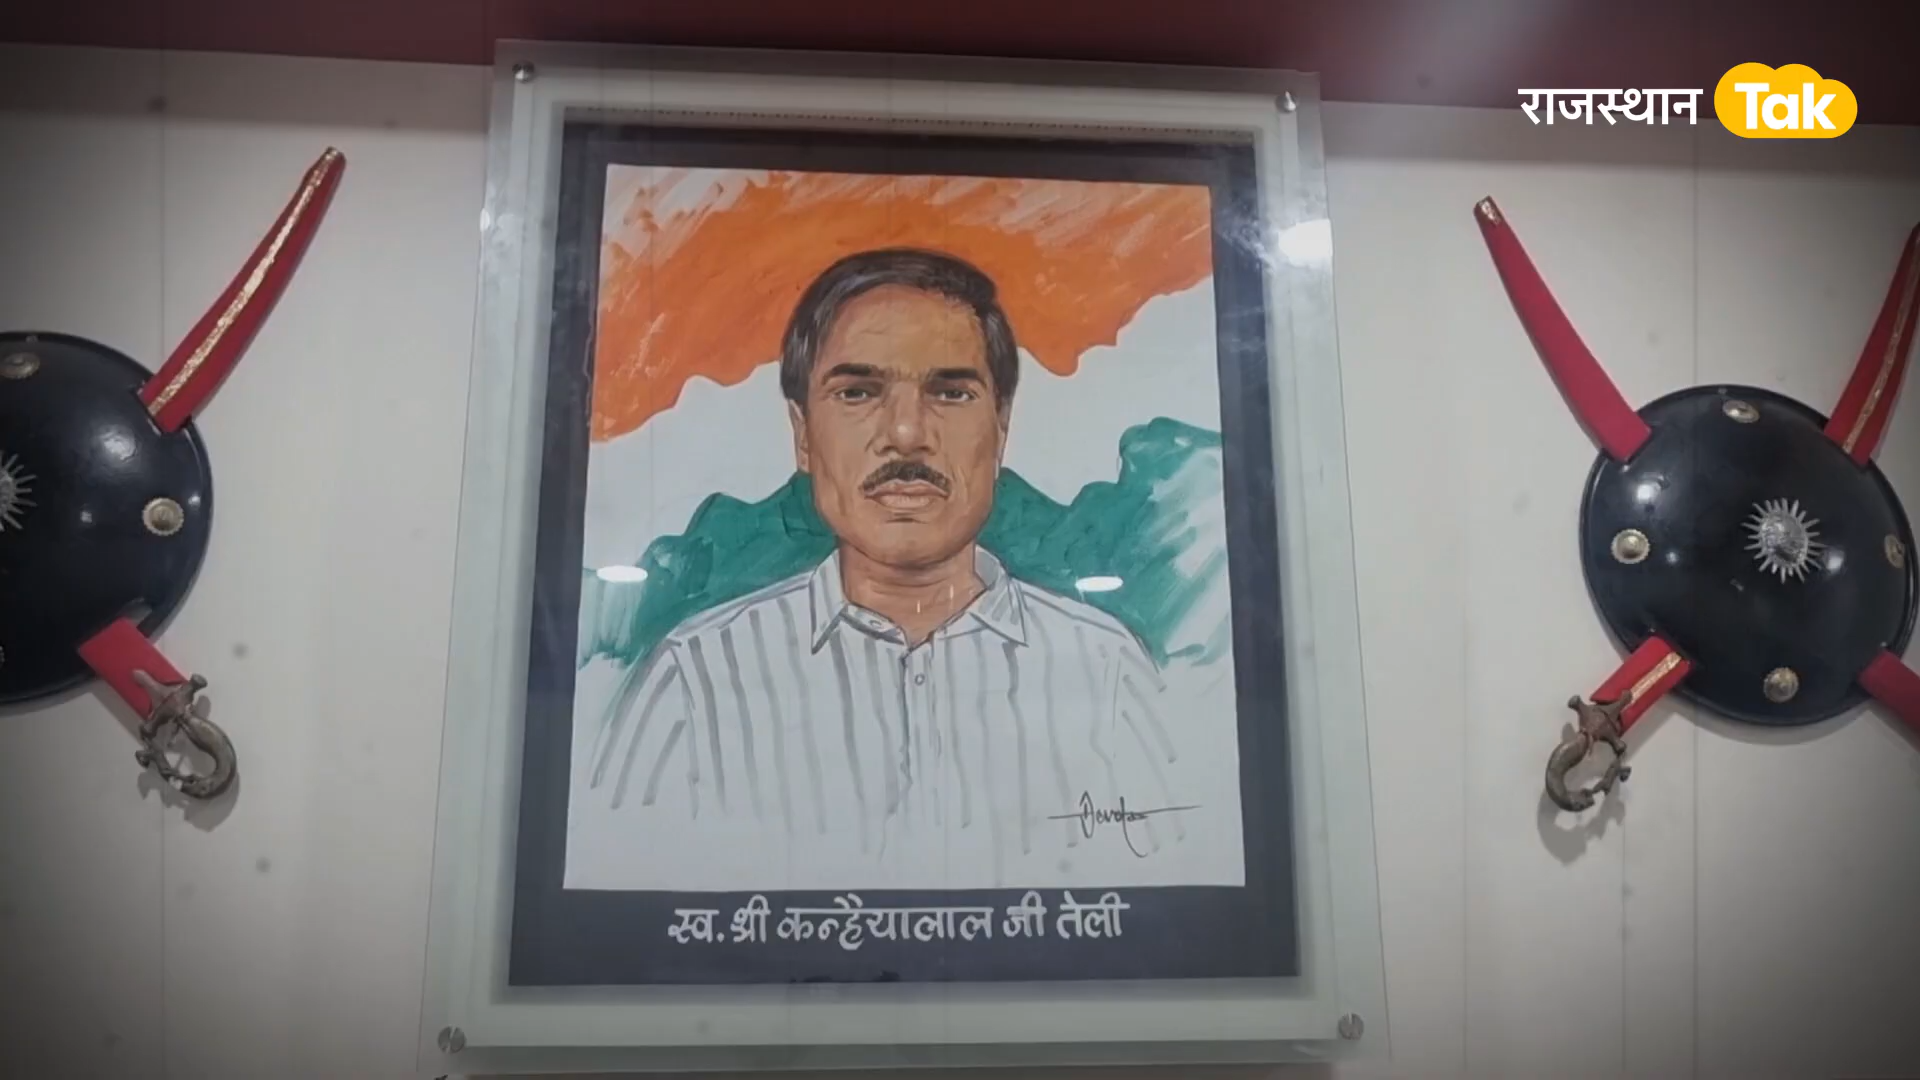 राजस्थान Tak
स्व. श्री कन्हैयालाल जी तेली